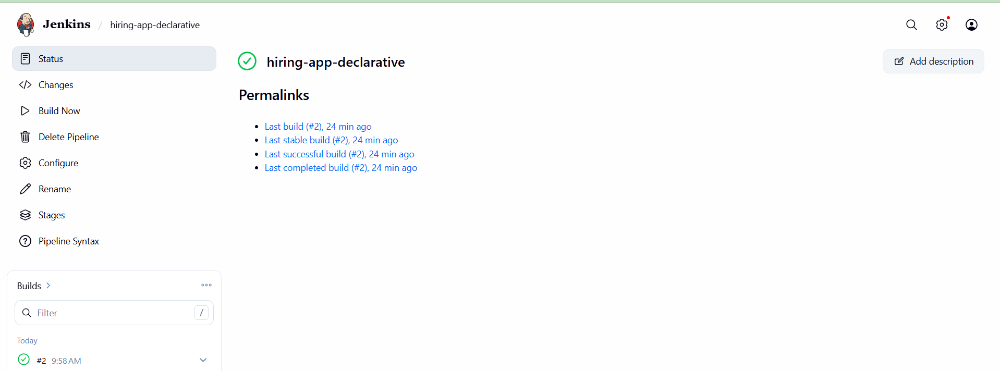 Jenkins / hiring-app-declarative
Status
Changes
Build Now
Delete Pipeline
Configure
Rename
Stages
Pipeline Syntax
Builds
Filter /
Today
#2 9:58 AM
hiring-app-declarative
Add description
Permalinks
Last build (#2), 24 min ago
Last stable build (#2), 24 min ago
Last successful build (#2), 24 min ago
Last completed build (#2), 24 min ago